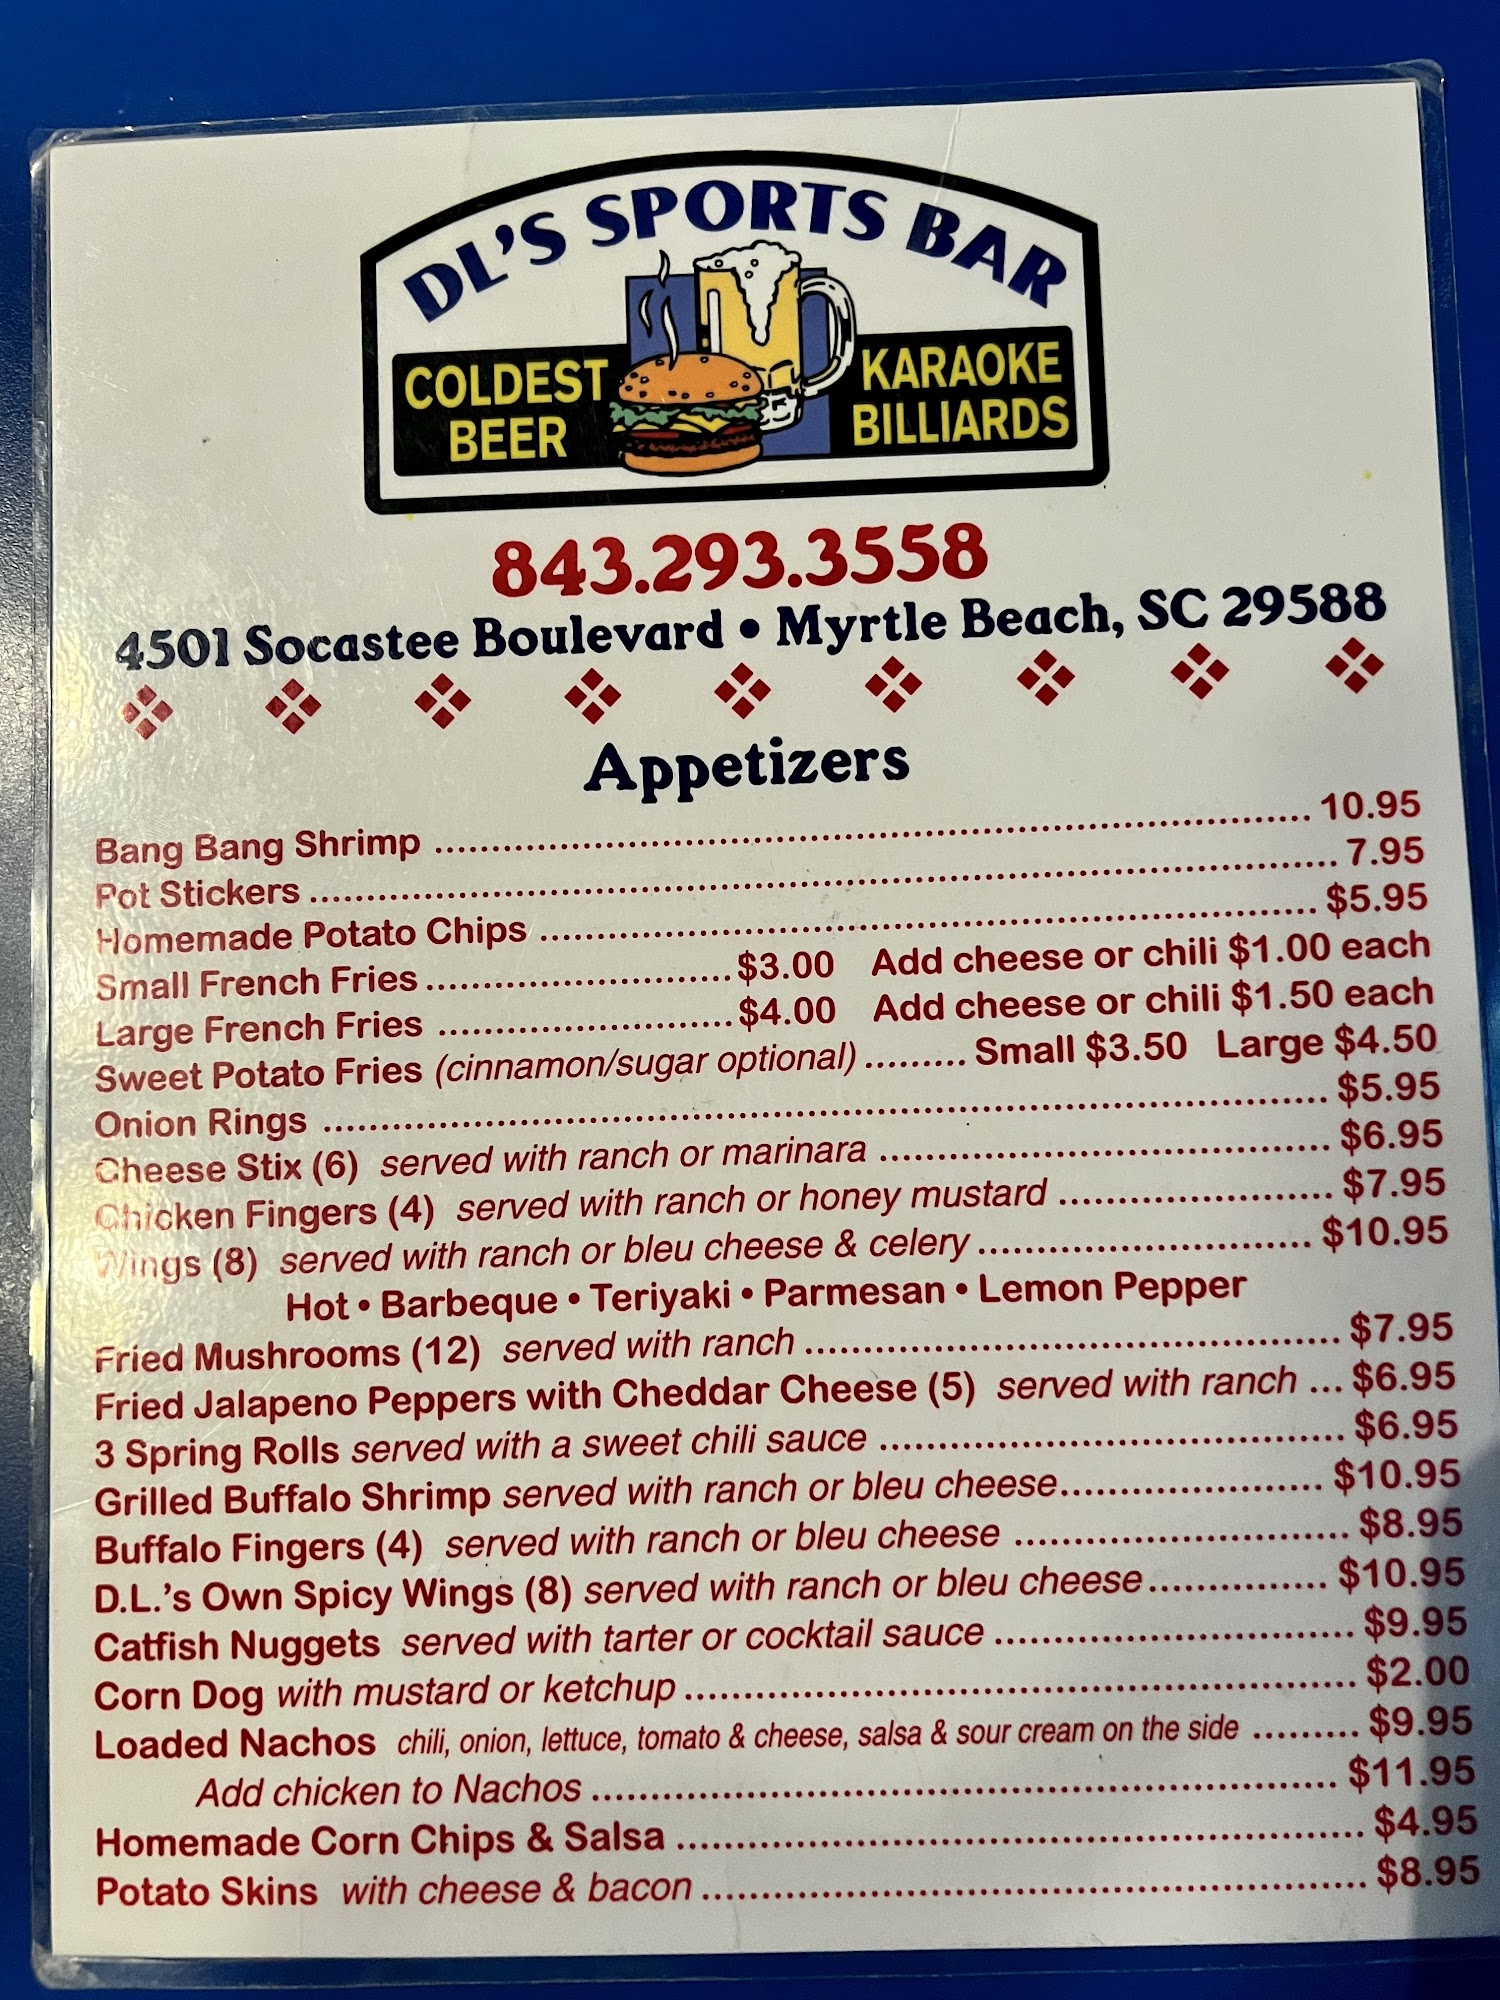 DL'S SPORTS BAR
COLDEST BEER
KARAOKE BILLIARDS
843.293.3558
4501 Socastee Boulevard • Myrtle Beach, SC 29588
Appetizers
Bang Bang Shrimp ........ 10.95
Pot Stickers ........ 7.95
Homemade Potato Chips ........ $5.95
Small French Fries ........ $3.00 Add cheese or chili $1.00 each
Large French Fries ........ $4.00 Add cheese or chili $1.50 each
Sweet Potato Fries (cinnamon/sugar optional) ......... Small $3.50 Large $4.50
Onion Rings ........ $5.95
Cheese Stix (6) served with ranch or marinara ........ $6.95
Chicken Fingers (4) served with ranch or honey mustard ........ $7.95
Wings (8) served with ranch or bleu cheese & celery ........ $10.95
Hot • Barbeque • Teriyaki • Parmesan • Lemon Pepper
Fried Mushrooms (12) served with ranch ........ $7.95
Fried Jalapeno Peppers with Cheddar Cheese (5) served with ranch ... $6.95
3 Spring Rolls served with a sweet chili sauce ........ $6.95
Grilled Buffalo Shrimp served with ranch or bleu cheese ........ $10.95
Buffalo Fingers (4) served with ranch or bleu cheese ........ $8.95
D.L.'s Own Spicy Wings (8) served with ranch or bleu cheese ........ $10.95
Catfish Nuggets served with tarter or cocktail sauce ........ $9.95
Corn Dog with mustard or ketchup ........ $2.00
Loaded Nachos chili, onion, lettuce, tomato & cheese, salsa & sour cream on the side ......... $9.95
Add chicken to Nachos ........ $11.95
Homemade Corn Chips & Salsa ........ $4.95
Potato Skins with cheese & bacon ........ $8.95